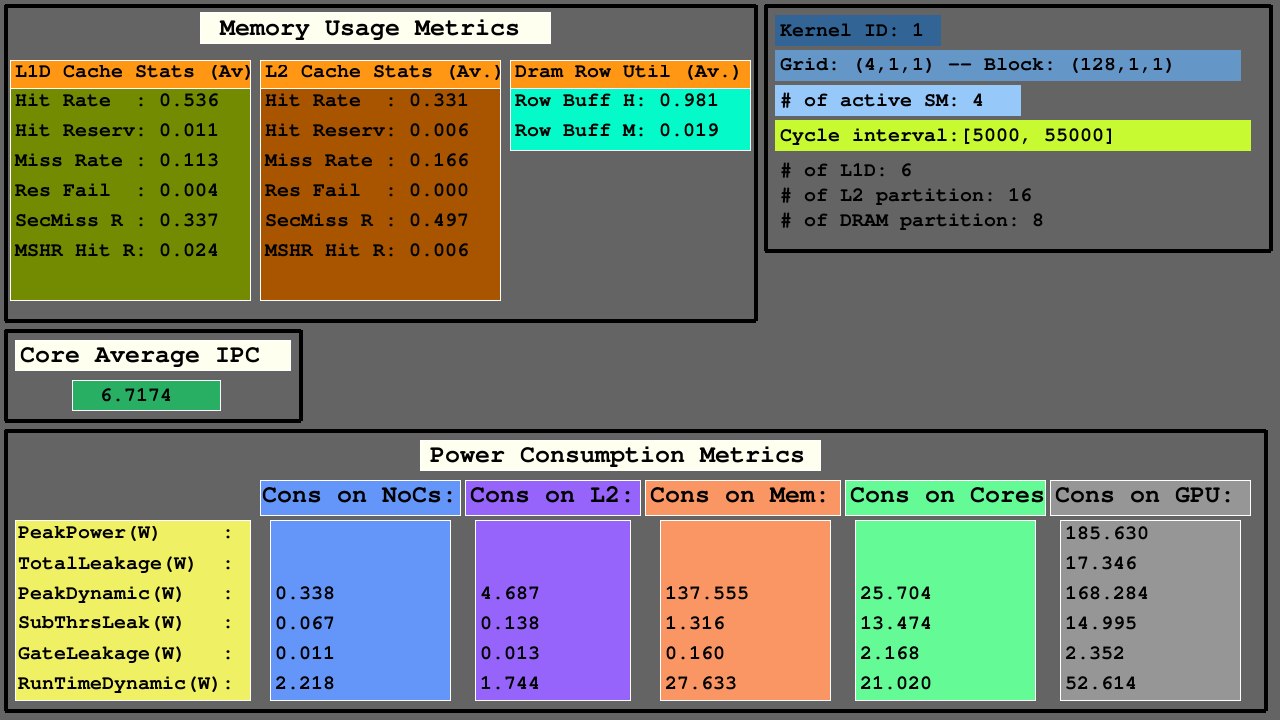 Memory Usage Metrics
L1D Cache Stats (Av)
Hit Rate  : 0.536
Hit Reserv: 0.011
Miss Rate : 0.113
Res Fail  : 0.004
SecMiss R : 0.337
MSHR Hit R: 0.024
L2 Cache Stats (Av.)
Hit Rate  : 0.331
Hit Reserv: 0.006
Miss Rate : 0.166
Res Fail  : 0.000
SecMiss R : 0.497
MSHR Hit R: 0.006
Dram Row Util (Av.)
Row Buff H: 0.981
Row Buff M: 0.019
Kernel ID: 1
Grid: (4,1,1) -- Block: (128,1,1)
# of active SM: 4
Cycle interval:[5000, 55000]
# of L1D: 6
# of L2 partition: 16
# of DRAM partition: 8
Core Average IPC
6.7174
Power Consumption Metrics
Cons on NoCs: Cons on L2: Cons on Mem: Cons on Cores Cons on GPU:
PeakPower(W) : 185.630
TotalLeakage(W) : 17.346
PeakDynamic(W) : 0.338 4.687 137.555 25.704 168.284
SubThrsLeak(W) : 0.067 0.138 1.316 13.474 14.995
GateLeakage(W) : 0.011 0.013 0.160 2.168 2.352
RunTimeDynamic(W): 2.218 1.744 27.633 21.020 52.614